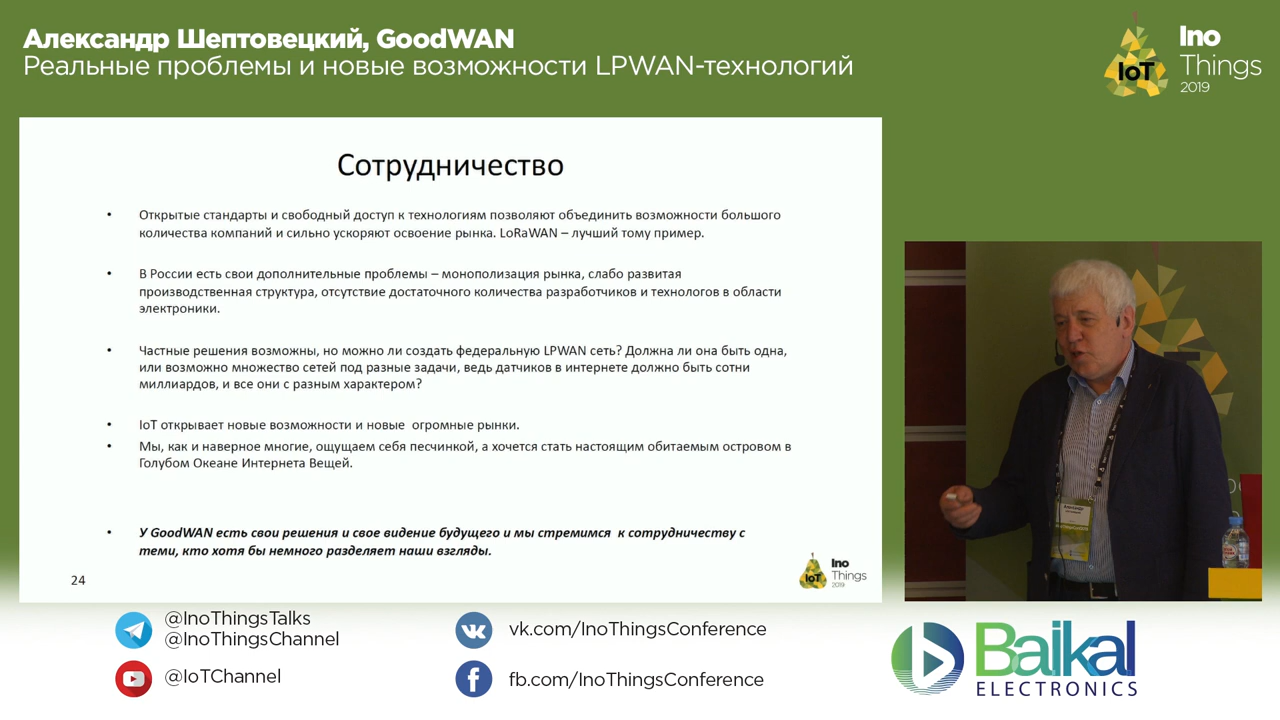 Александр Шептовецкий, GoodWAN
Реальные проблемы и новые возможности LPWAN-технологий
IoT
Ino
Things
2019
Сотрудничество
• Открытые стандарты и свободный доступ к технологиям позволяют объединить возможности большого
количества компаний и сильно ускоряют освоение рынка. LoRaWAN – лучший тому пример.
• В России есть свои дополнительные проблемы – монополизация рынка, слабо развитая
производственная структура, отсутствие достаточного количества разработчиков и технологов в области
электроники.
• Частные решения возможны, но можно ли создать федеральную LPWAN сеть? Должна ли она быть одна,
или возможно множество сетей под разные задачи, ведь датчиков в интернете должно быть сотни
миллиардов, и все они с разным характером?
• IoT открывает новые возможности и новые огромные рынки.
• Мы, как и наверное многие, ощущаем себя песчинкой, а хочется стать настоящим обитаемым островом в
Голубом Океане Интернета Вещей.
• У GoodWAN есть свои решения и свое видение будущего и мы стремимся к сотрудничеству с
теми, кто хотя бы немного разделяет наши взгляды.
24
IoT
Ino
Things
2019
@InoThingsTalks
@InoThingsChannel
@IoTChannel
vk.com/InoThingsConference
fb.com/InoThingsConference
Baikal
ELECTRONICS